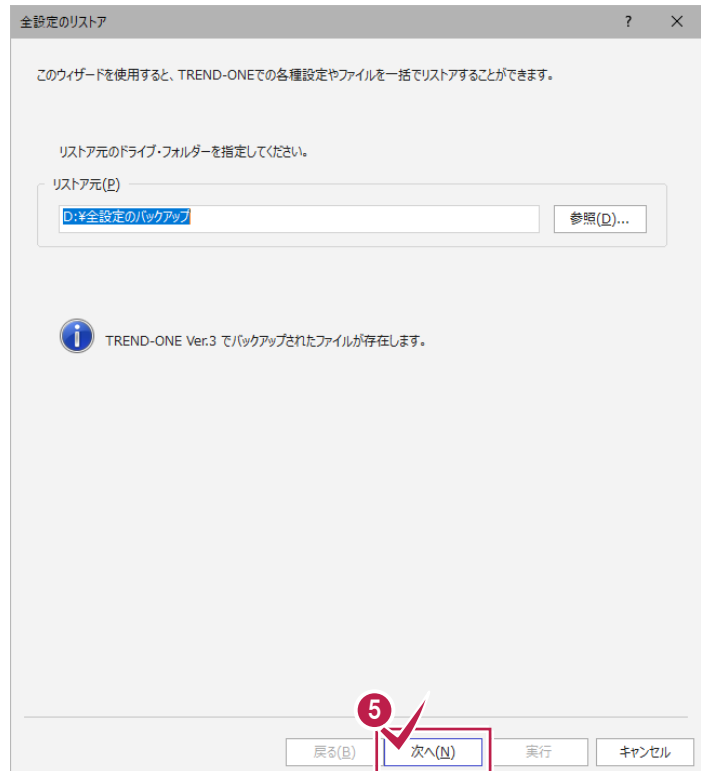 全設定のリストア ? ×
このウィザードを使用すると、TREND-ONEでの各種設定やファイルを一括でリストアすることができます。
リストア元のドライブ・フォルダーを指定してください。
リストア元(P)
D:¥全設定のバックアップ 参照(D)...
TREND-ONE Ver.3 でバックアップされたファイルが存在します。
5
戻る(B) 次へ(N) 実行 キャンセル